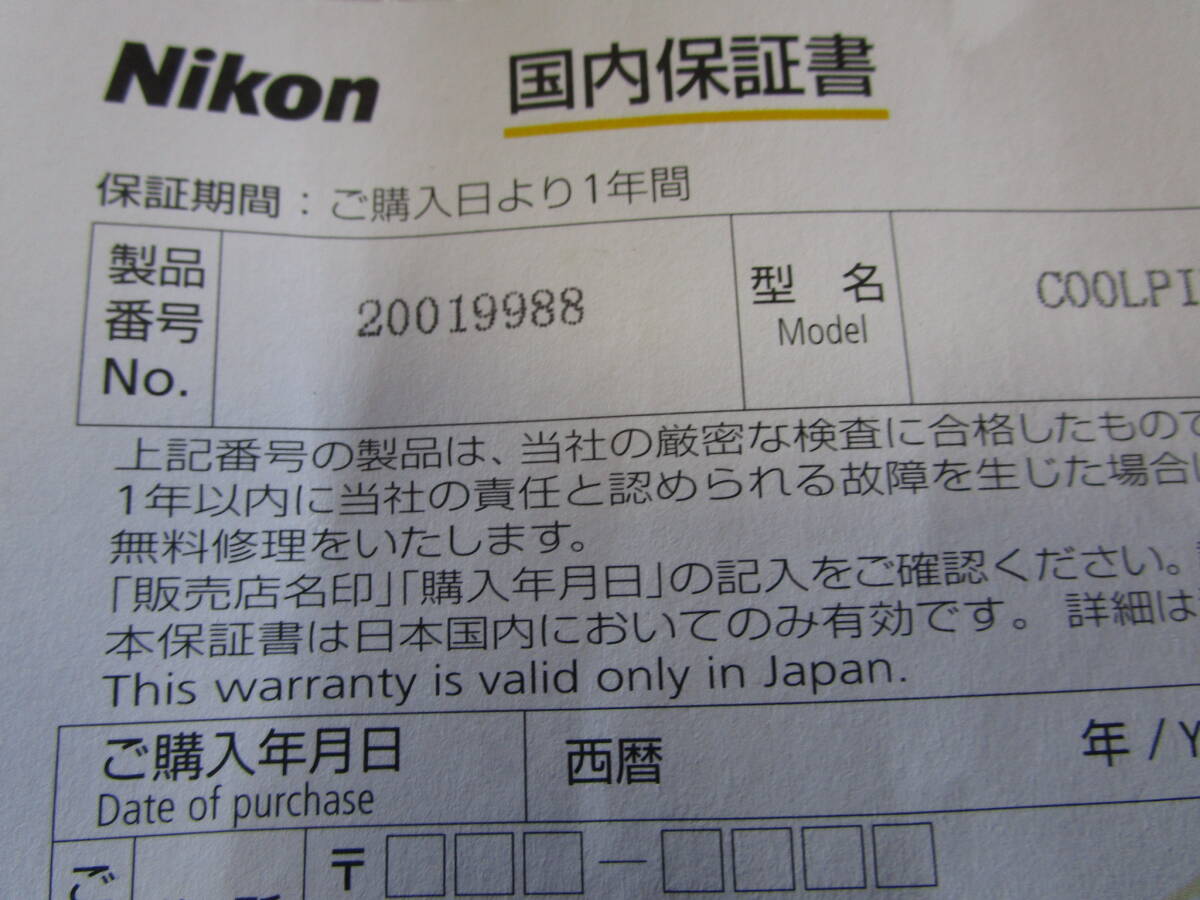 Nikon 国内保証書
保証期間：ご購入日より1年間
製品番号 No. 20019988 型 名 Model COOLPI
上記番号の製品は、当社の厳密な検査に合格したもので
1年以内に当社の責任と認められる故障を生じた場合は
無料修理をいたします。
「販売店名印」「購入年月日」の記入をご確認ください。
本保証書は日本国内においてのみ有効です。詳細は
This warranty is valid only in Japan.
ご購入年月日 西暦 年 / Y
Date of purchase
ご 〒 —